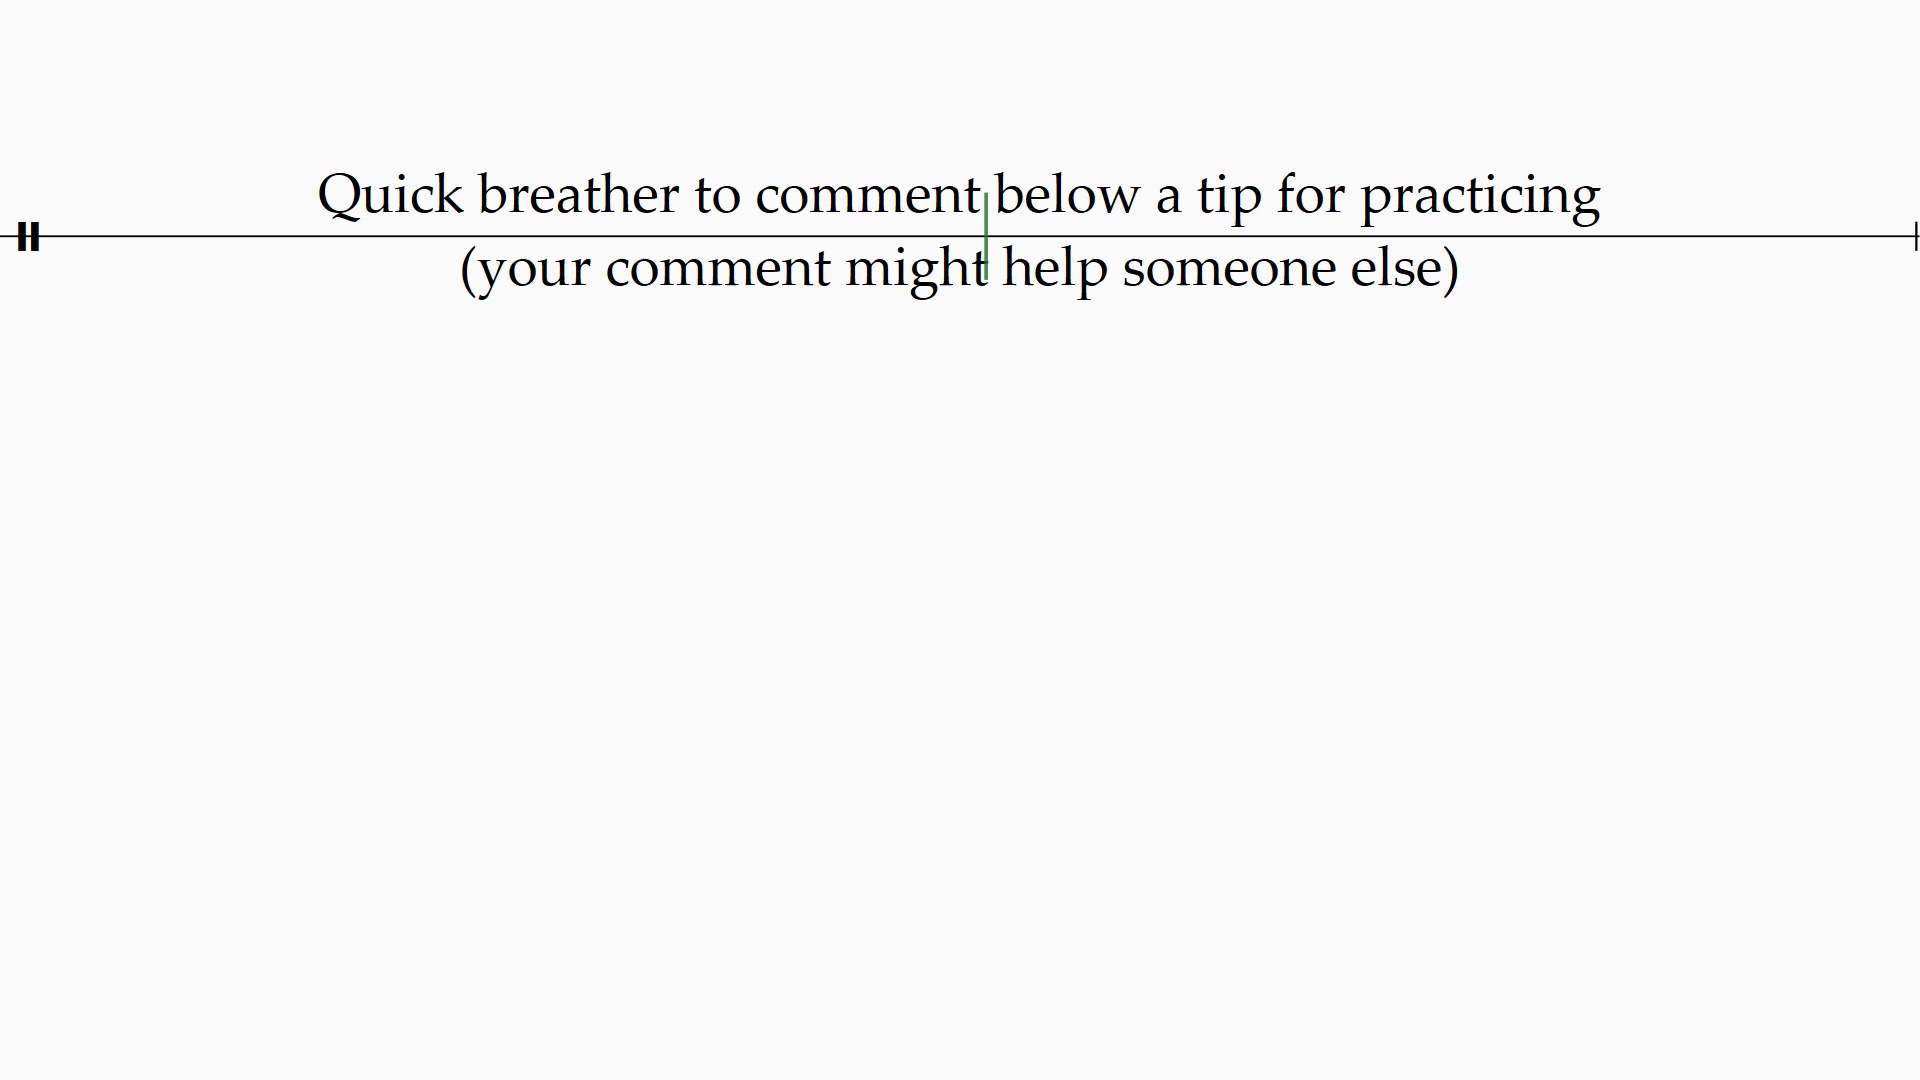 Quick breather to comment below a tip for practicing
(your comment might help someone else)